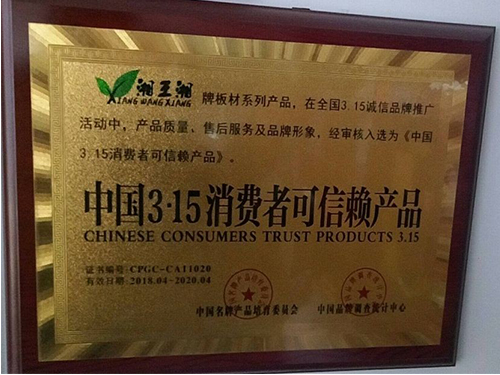 湘王湘
XIANG WANG XIANG
牌板材系列产品，在全国3.15诚信品牌推广
活动中，产品质量、售后服务及品牌形象，经审核入选为《中国
3.15消费者可信赖产品》。
中国3·15消费者可信赖产品
CHINESE CONSUMERS TRUST PRODUCTS 3.15
证书编号:CPGC-CA11020
有效日期:2018.04-2020.04
中国名牌产品培育委员会 中国品牌调查统计中心